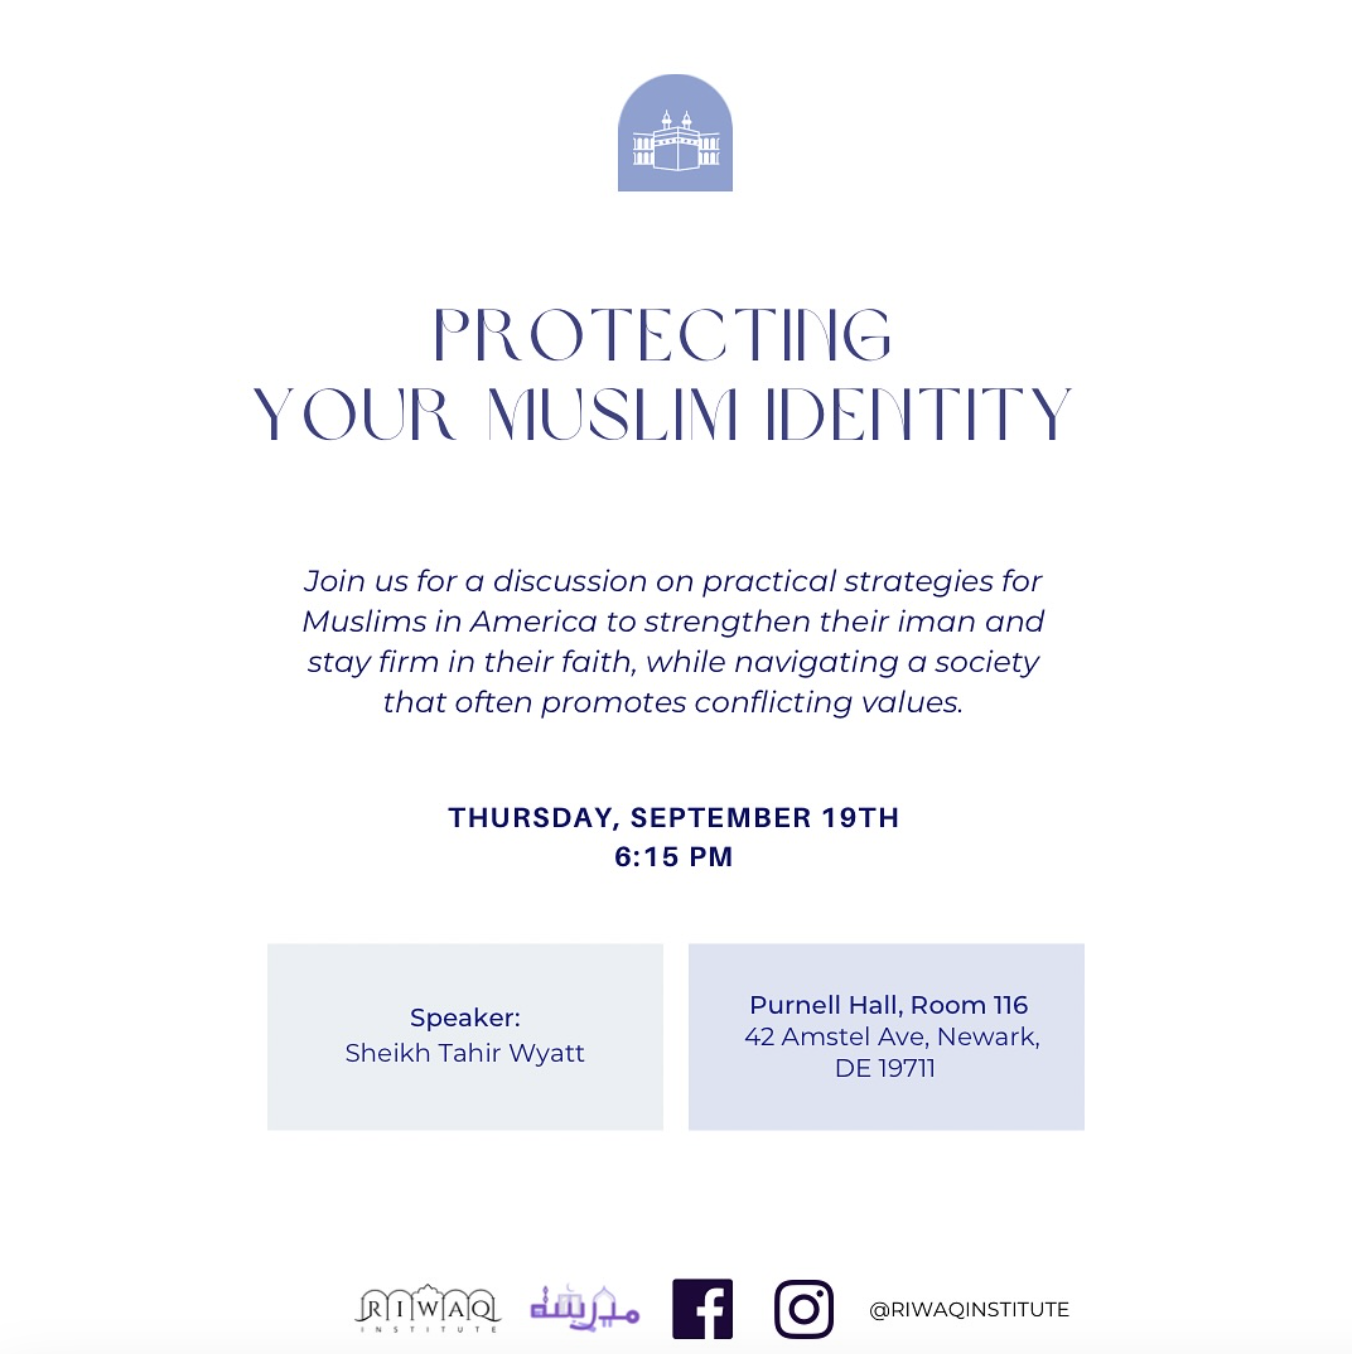 PROTECTING
YOUR MUSLIM IDENTITY
Join us for a discussion on practical strategies for
Muslims in America to strengthen their iman and
stay firm in their faith, while navigating a society
that often promotes conflicting values.
THURSDAY, SEPTEMBER 19TH
6:15 PM
Speaker:
Sheikh Tahir Wyatt
Purnell Hall, Room 116
42 Amstel Ave, Newark,
DE 19711
RIWAQ
INSTITUTE
مدرسة
@RIWAQINSTITUTE